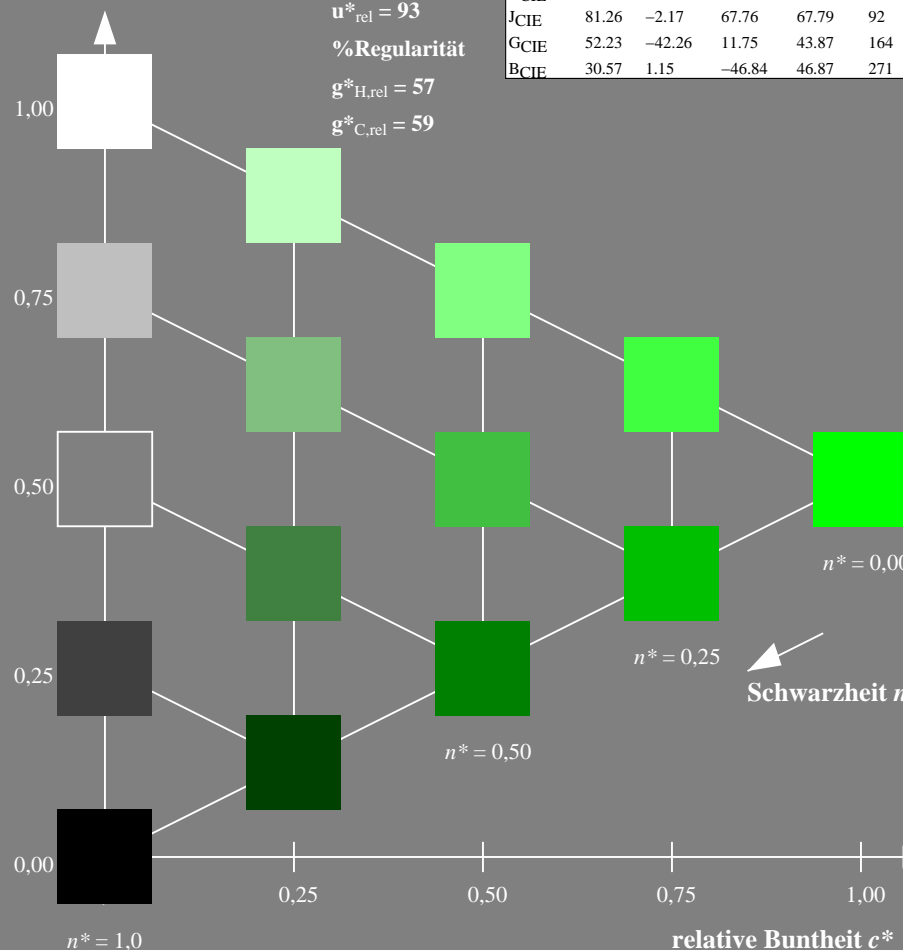 u*rel = 93
%Regularität
g*H,rel = 57
g*C,rel = 59
CIE
JCIE 81.26 −2.17 67.76 67.79 92
GCIE 52.23 −42.26 11.75 43.87 164
BCIE 30.57 1.15 −46.84 46.87 271
1,00
0,75
0,50
0,25
0,00
n* = 0,00
n* = 0,25
Schwarzheit n
n* = 0,50
0,25 0,50 0,75 1,00
n* = 1,0
relative Buntheit c*